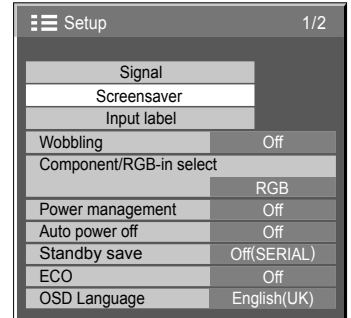 Setup 1/2
Signal
Screensaver
Input label
Wobbling Off
Component/RGB-in select
RGB
Power management Off
Auto power off Off
Standby save Off(SERIAL)
ECO Off
OSD Language English(UK)